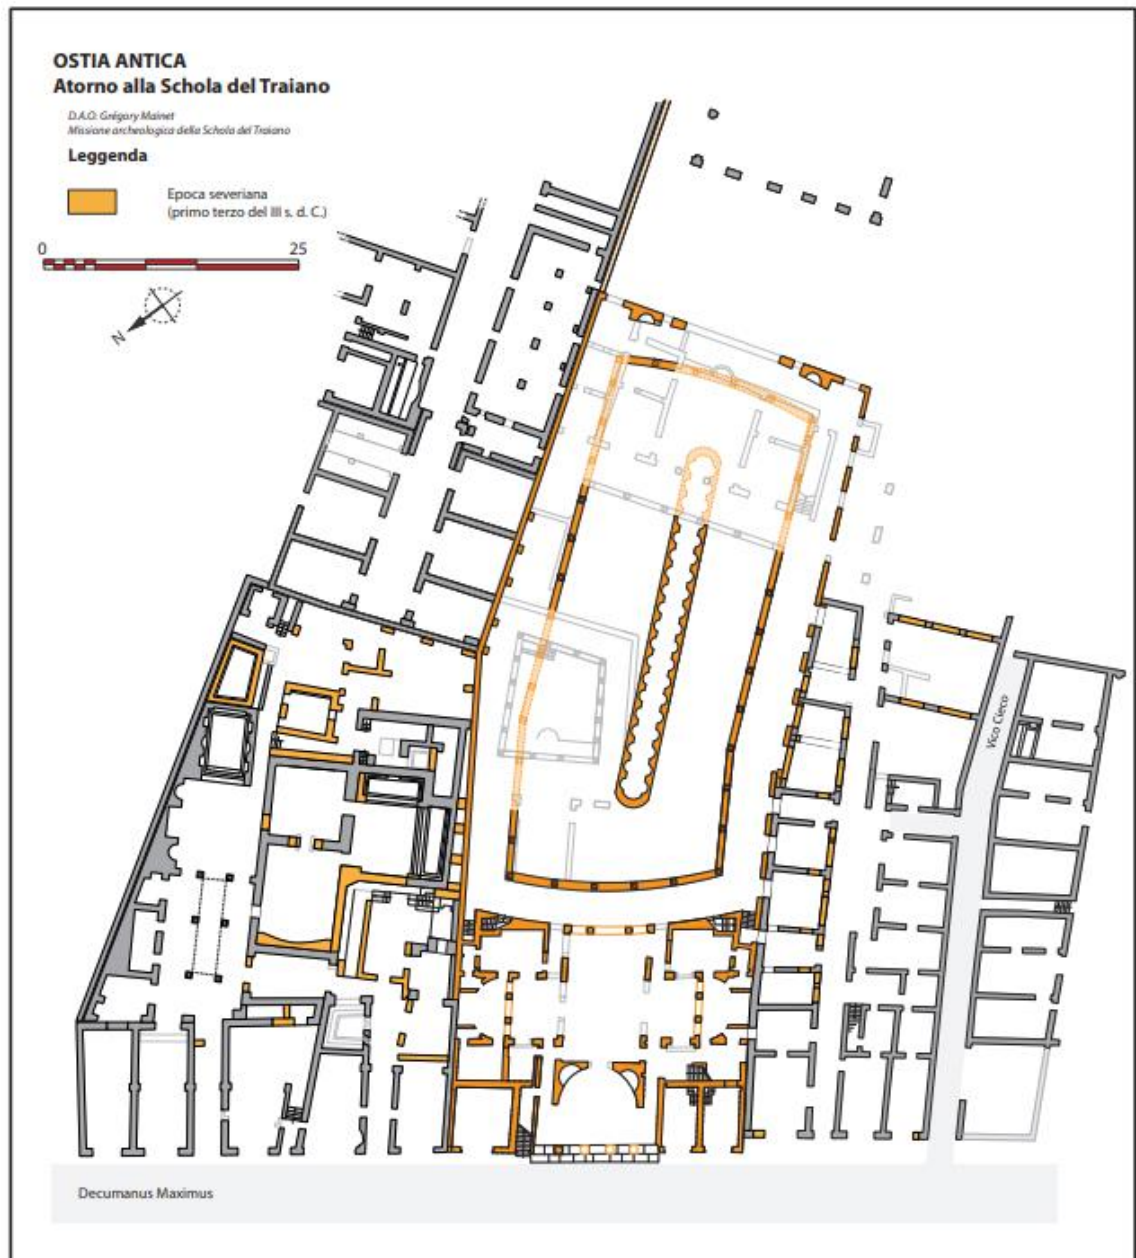 OSTIA ANTICA
Atorno alla Schola del Traiano
D.A.O: Grégory Mainet
Missione archeologica della Schola del Traiano
Leggenda
Epoca severiana
(primo terzo del III s. d. C.)
0 25
N
Vico Cieco
Decumanus Maximus